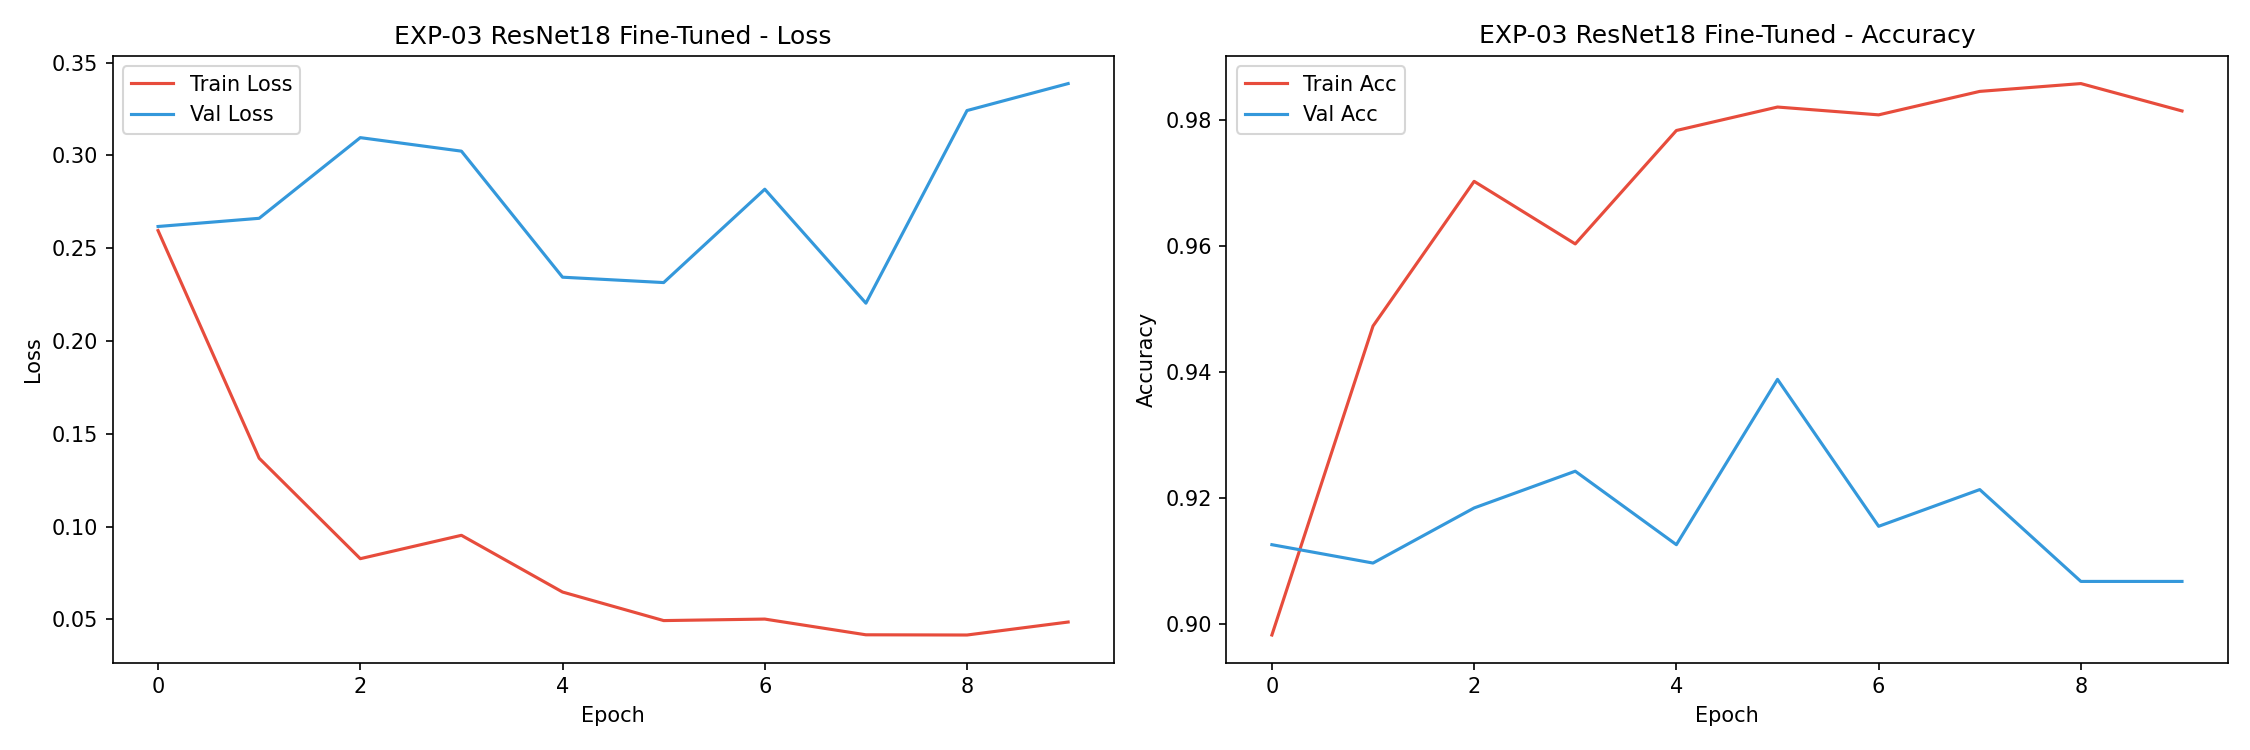 EXP-03 ResNet18 Fine-Tuned - Loss
Train Loss
Val Loss
0.35
0.30
0.25
0.20
0.15
0.10
0.05
Loss
0 2 4 6 8
Epoch
EXP-03 ResNet18 Fine-Tuned - Accuracy
Train Acc
Val Acc
0.98
0.96
0.94
0.92
0.90
Accuracy
0 2 4 6 8
Epoch